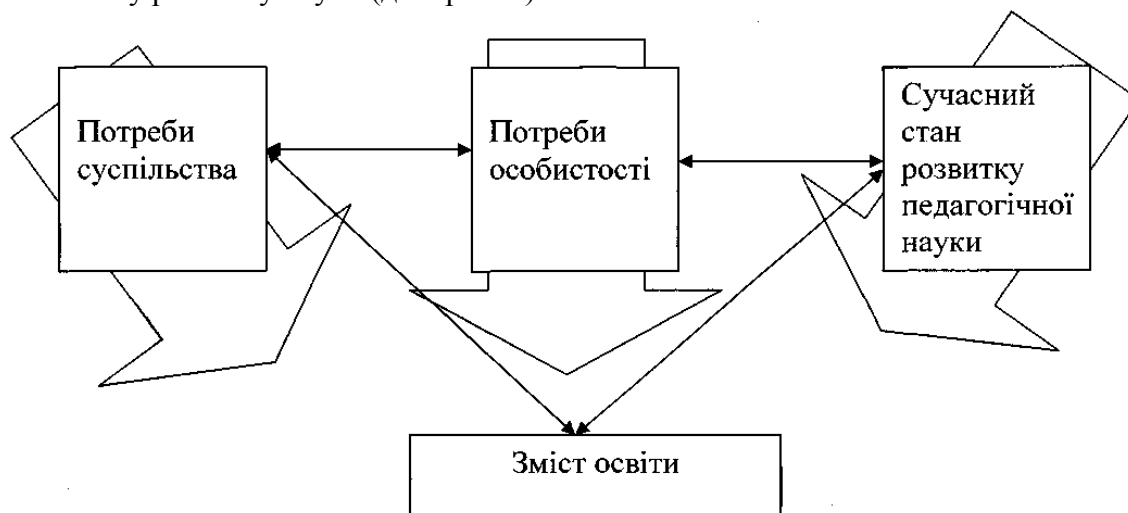 Потреби
суспільства
Потреби
особистості
Сучасний
стан
розвитку
педагогічної
науки
Зміст освіти